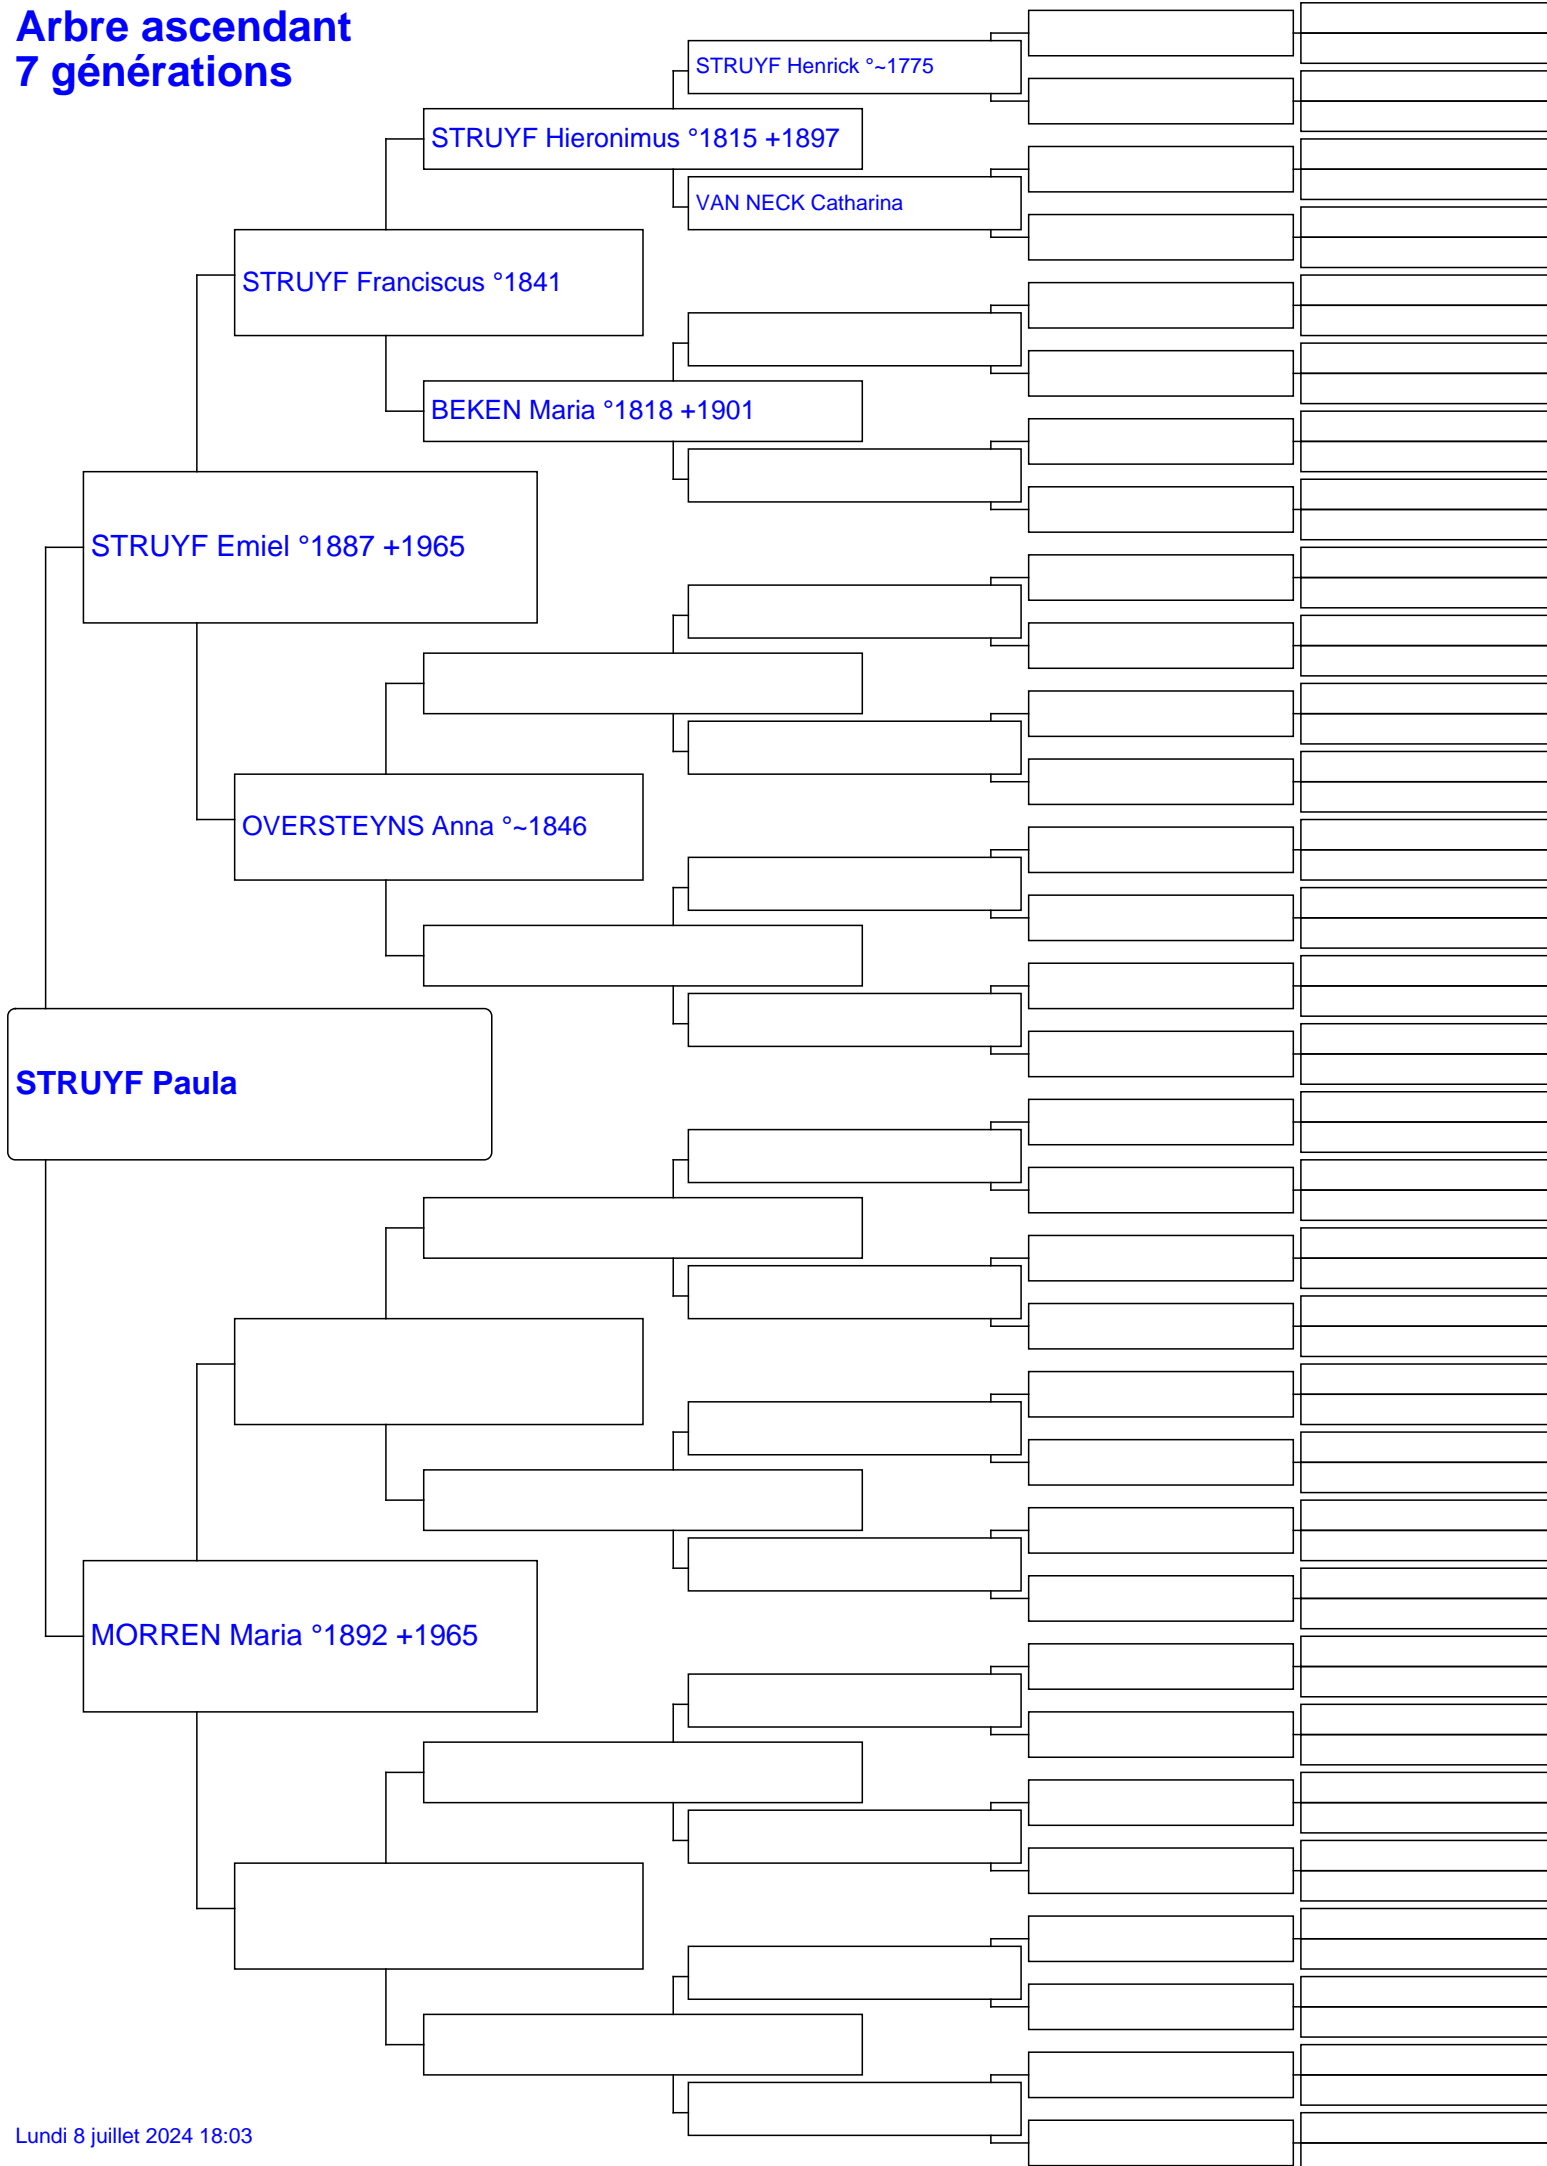 Arbre ascendant
7 générations
STRUYF Henrick °~1775
STRUYF Hieronimus °1815 +1897
VAN NECK Catharina
STRUYF Franciscus °1841
BEKEN Maria °1818 +1901
STRUYF Emiel °1887 +1965
OVERSTEYNS Anna °~1846
STRUYF Paula
MORREN Maria °1892 +1965
Lundi 8 juillet 2024 18:03